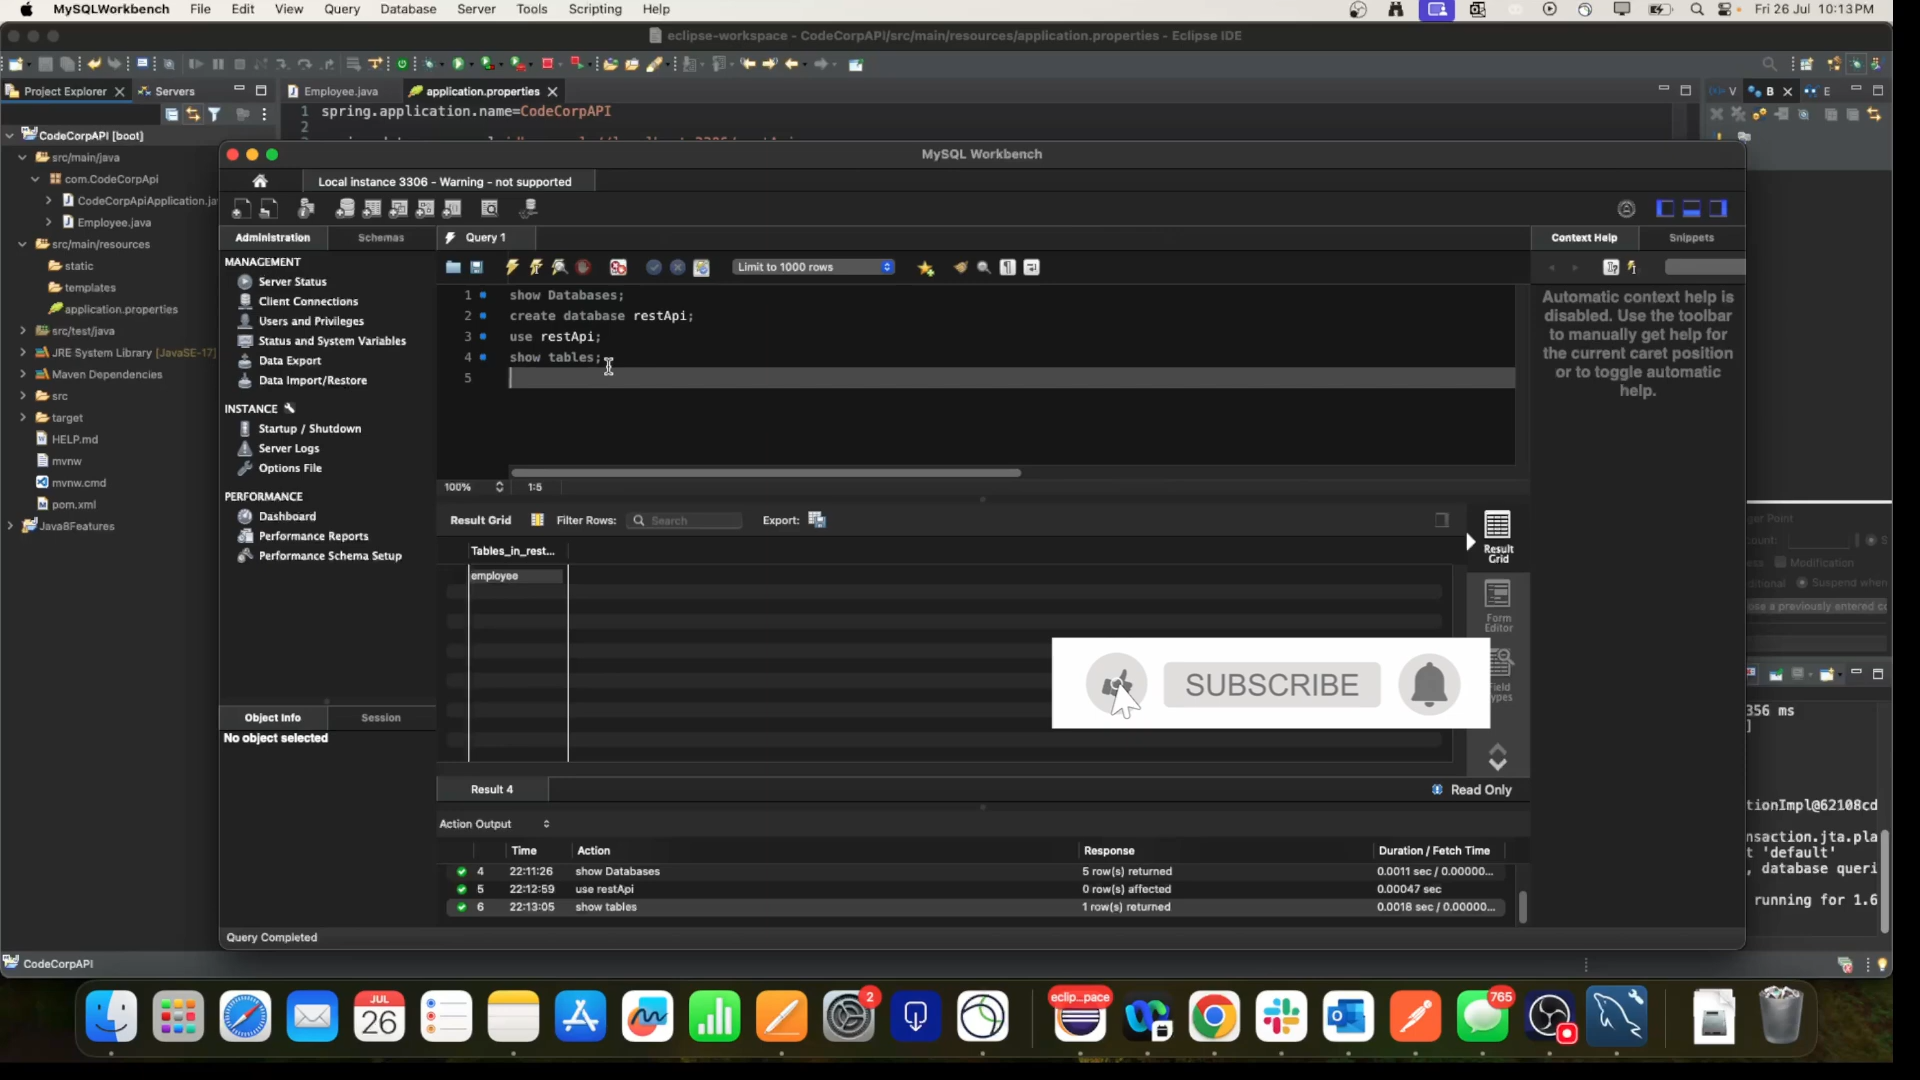 MySQLWorkbench File Edit View Query Database Server Tools Scripting Help Fri 26 Jul 10:13 PM
eclipse-workspace - CodeCorpAPI/src/main/resources/application.properties - Eclipse IDE
Project Explorer Servers Employee.java application.properties V B E
1 spring.application.name=CodeCorpAPI
2
CodeCorpAPI [boot]
src/main/java
com.CodeCorpApi
CodeCorpApiApplication.ja
Employee.java
src/main/resources
static
templates
application.properties
src/test/java
JRE System Library [JavaSE-17]
Maven Dependencies
src
target
HELP.md
mvnw
mvnw.cmd
pom.xml
Java8Features
MySQL Workbench
Local instance 3306 - Warning - not supported
Administration Schemas
MANAGEMENT
Server Status
Client Connections
Users and Privileges
Status and System Variables
Data Export
Data Import/Restore
INSTANCE
Startup / Shutdown
Server Logs
Options File
PERFORMANCE
Dashboard
Performance Reports
Performance Schema Setup
Object Info Session
No object selected
Query 1
Limit to 1000 rows
1 show Databases;
2 create database restApi;
3 use restApi;
4 show tables;
5
100% 1:5
Result Grid Filter Rows: Search Export:
Tables_in_rest...
employee
Result
Grid
Form
Editor
SUBSCRIBE
Result 4 Read Only
Action Output
Time Action Response Duration / Fetch Time
4 22:11:26 show Databases 5 row(s) returned 0.0011 sec / 0.00000...
5 22:12:59 use restApi 0 row(s) affected 0.00047 sec
6 22:13:05 show tables 1 row(s) returned 0.0018 sec / 0.00000...
Query Completed
Context Help Snippets
Automatic context help is
disabled. Use the toolbar
to manually get help for
the current caret position
or to toggle automatic
help.
ger Point
ount:
Modification
ditional Suspend when
ose a previously entered co
356 ms
]
tionImpl@62108cd
nsaction.jta.pla
t 'default'
, database queri
running for 1.6
CodeCorpAPI
JUL
26
2
eclip...pace
765